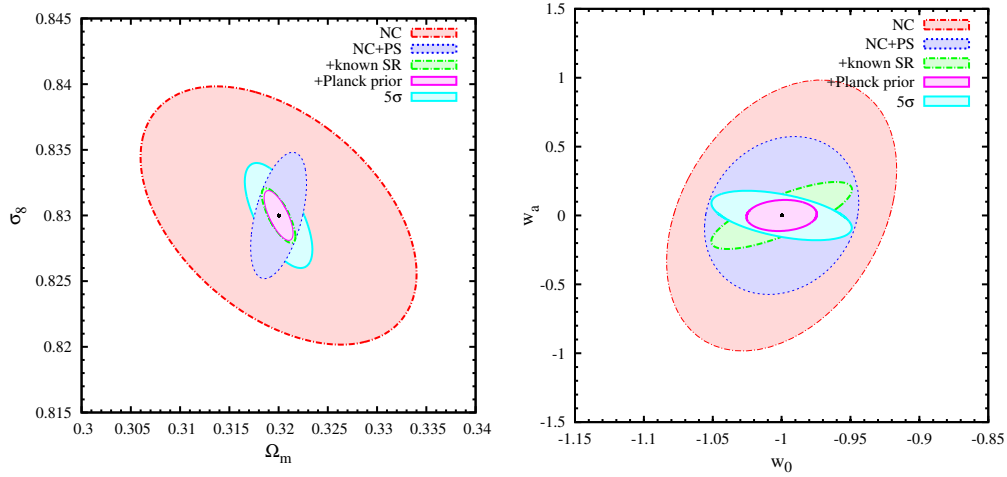 0.845
0.84
0.835
0.83
0.825
0.82
0.815
0.3
0.305
0.31
0.315
0.32
0.325
0.33
0.335
0.34
σ8
Ωm
NC
NC+PS
+known SR
+Planck prior
5σ
1.5
1
0.5
0
-0.5
-1
-1.5
-1.15
-1.1
-1.05
-1
-0.95
-0.9
-0.85
wa
w0
NC
NC+PS
+known SR
+Planck prior
5σ